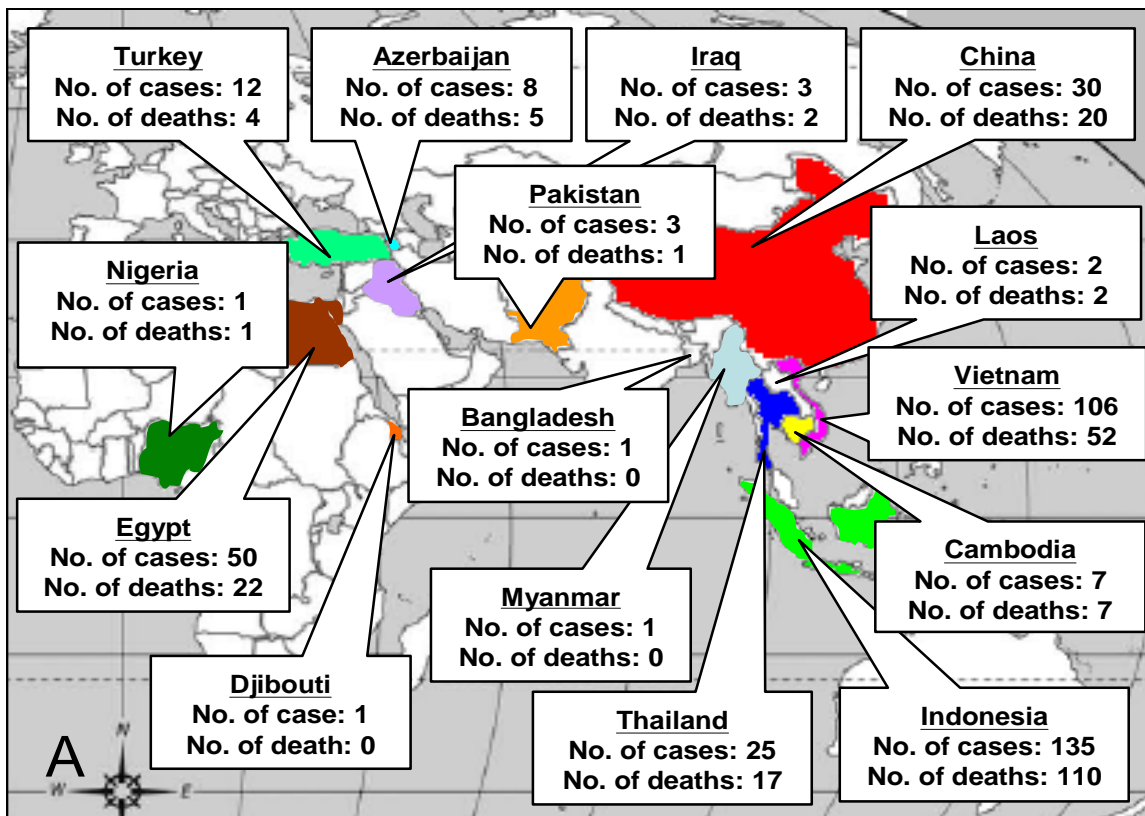 Turkey
No. of cases: 12
No. of deaths: 4
Azerbaijan
No. of cases: 8
No. of deaths: 5
Iraq
No. of cases: 3
No. of deaths: 2
China
No. of cases: 30
No. of deaths: 20
Pakistan
No. of cases: 3
No. of deaths: 1
Laos
No. of cases: 2
No. of deaths: 2
Nigeria
No. of cases: 1
No. of deaths: 1
Vietnam
No. of cases: 106
No. of deaths: 52
Bangladesh
No. of cases: 1
No. of deaths: 0
Egypt
No. of cases: 50
No. of deaths: 22
Cambodia
No. of cases: 7
No. of deaths: 7
Myanmar
No. of cases: 1
No. of deaths: 0
Djibouti
No. of case: 1
No. of death: 0
Thailand
No. of cases: 25
No. of deaths: 17
Indonesia
No. of cases: 135
No. of deaths: 110
A
N
W
E